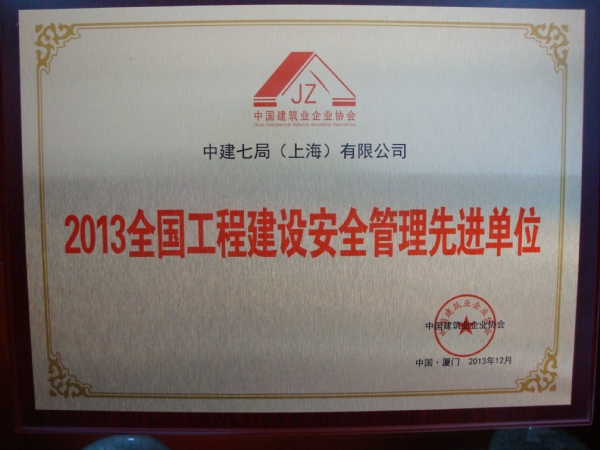 JZ
中国建筑业企业协会
中建七局（上海）有限公司
2013全国工程建设安全管理先进单位
中国建筑业企业协会
中国·厦门 2013年12月